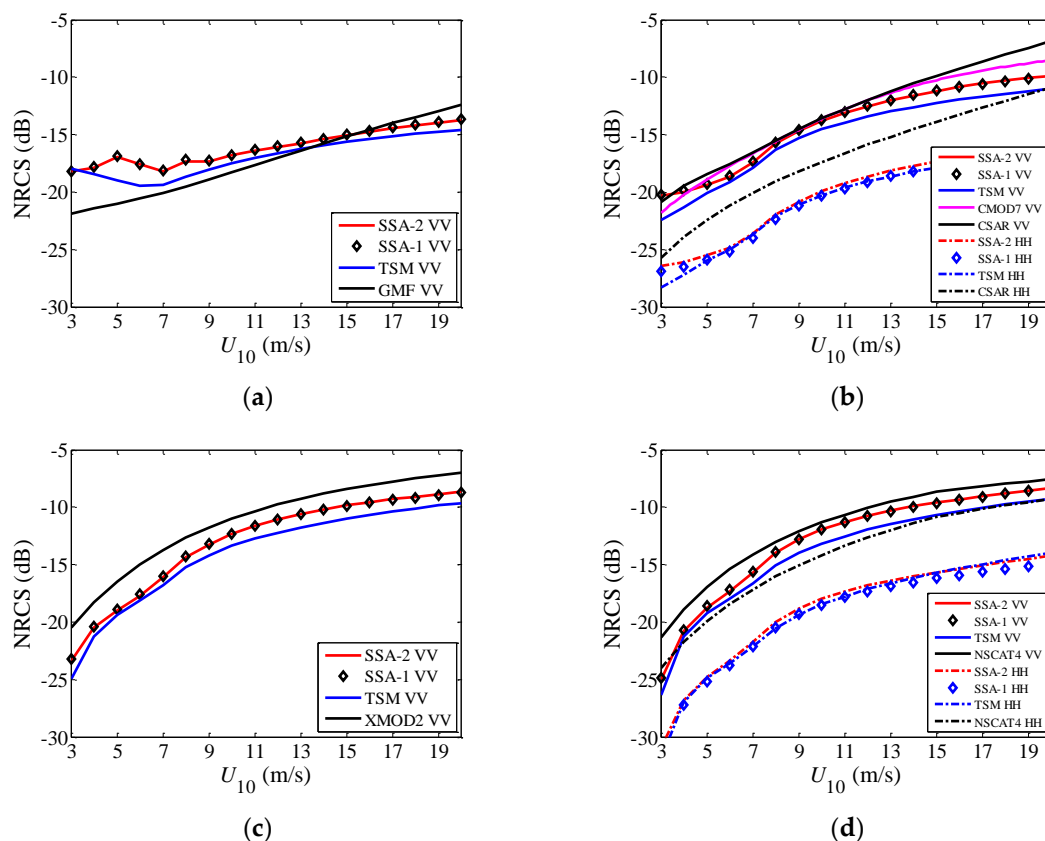 -5
-10
-15
-20
-25
-30
NRCS (dB)
SSA-2 VV
SSA-1 VV
TSM VV
GMF VV
3 5 7 9 11 13 15 17 19
U10 (m/s)
(a)
-5
-10
-15
-20
-25
-30
NRCS (dB)
SSA-2 VV
SSA-1 VV
TSM VV
CMOD7 VV
CSAR VV
SSA-2 HH
SSA-1 HH
TSM HH
CSAR HH
3 5 7 9 11 13 15 17 19
U10 (m/s)
(b)
-5
-10
-15
-20
-25
-30
NRCS (dB)
SSA-2 VV
SSA-1 VV
TSM VV
XMOD2 VV
3 5 7 9 11 13 15 17 19
U10 (m/s)
(c)
-5
-10
-15
-20
-25
-30
NRCS (dB)
SSA-2 VV
SSA-1 VV
TSM VV
NSCAT4 VV
SSA-2 HH
SSA-1 HH
TSM HH
NSCAT4 HH
3 5 7 9 11 13 15 17 19
U10 (m/s)
(d)